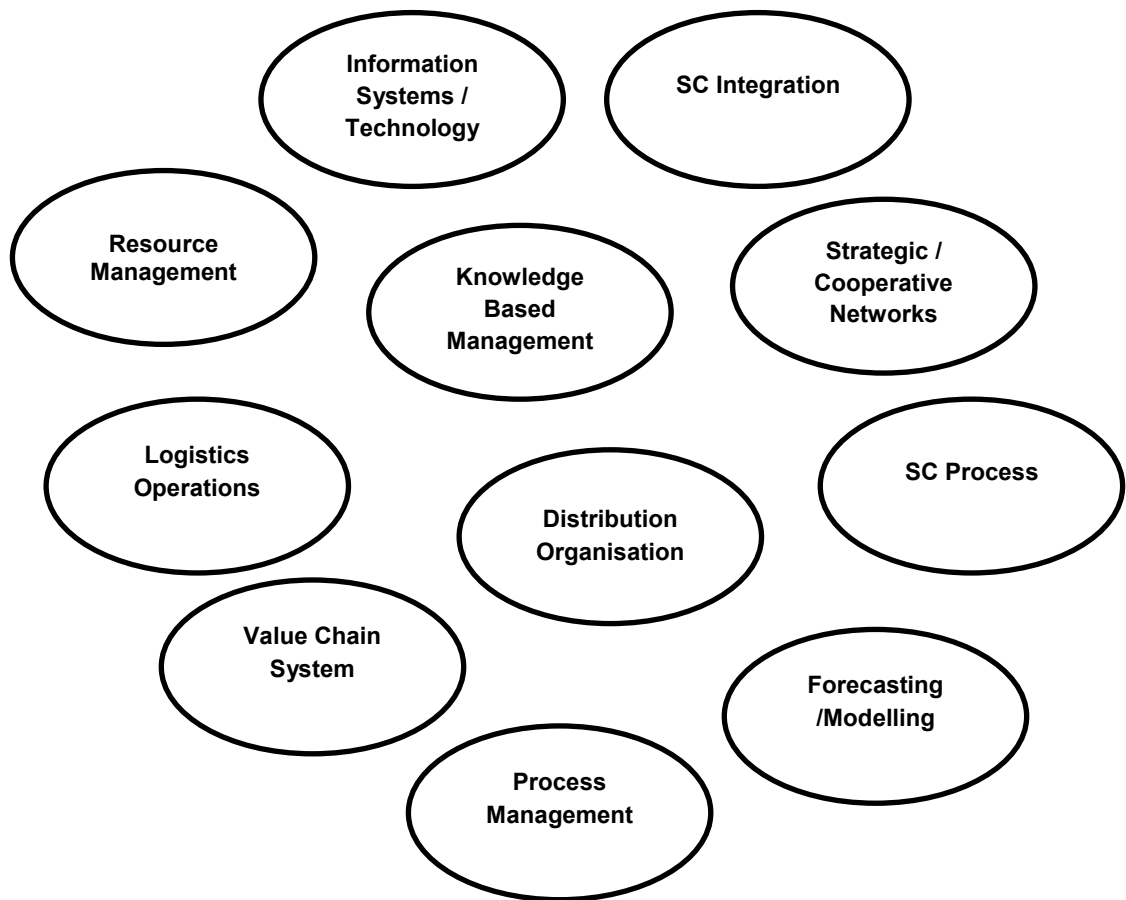 Information
Systems /
Technology
SC Integration
Resource
Management
Knowledge
Based
Management
Strategic /
Cooperative
Networks
Logistics
Operations
SC Process
Distribution
Organisation
Value Chain
System
Forecasting
/Modelling
Process
Management